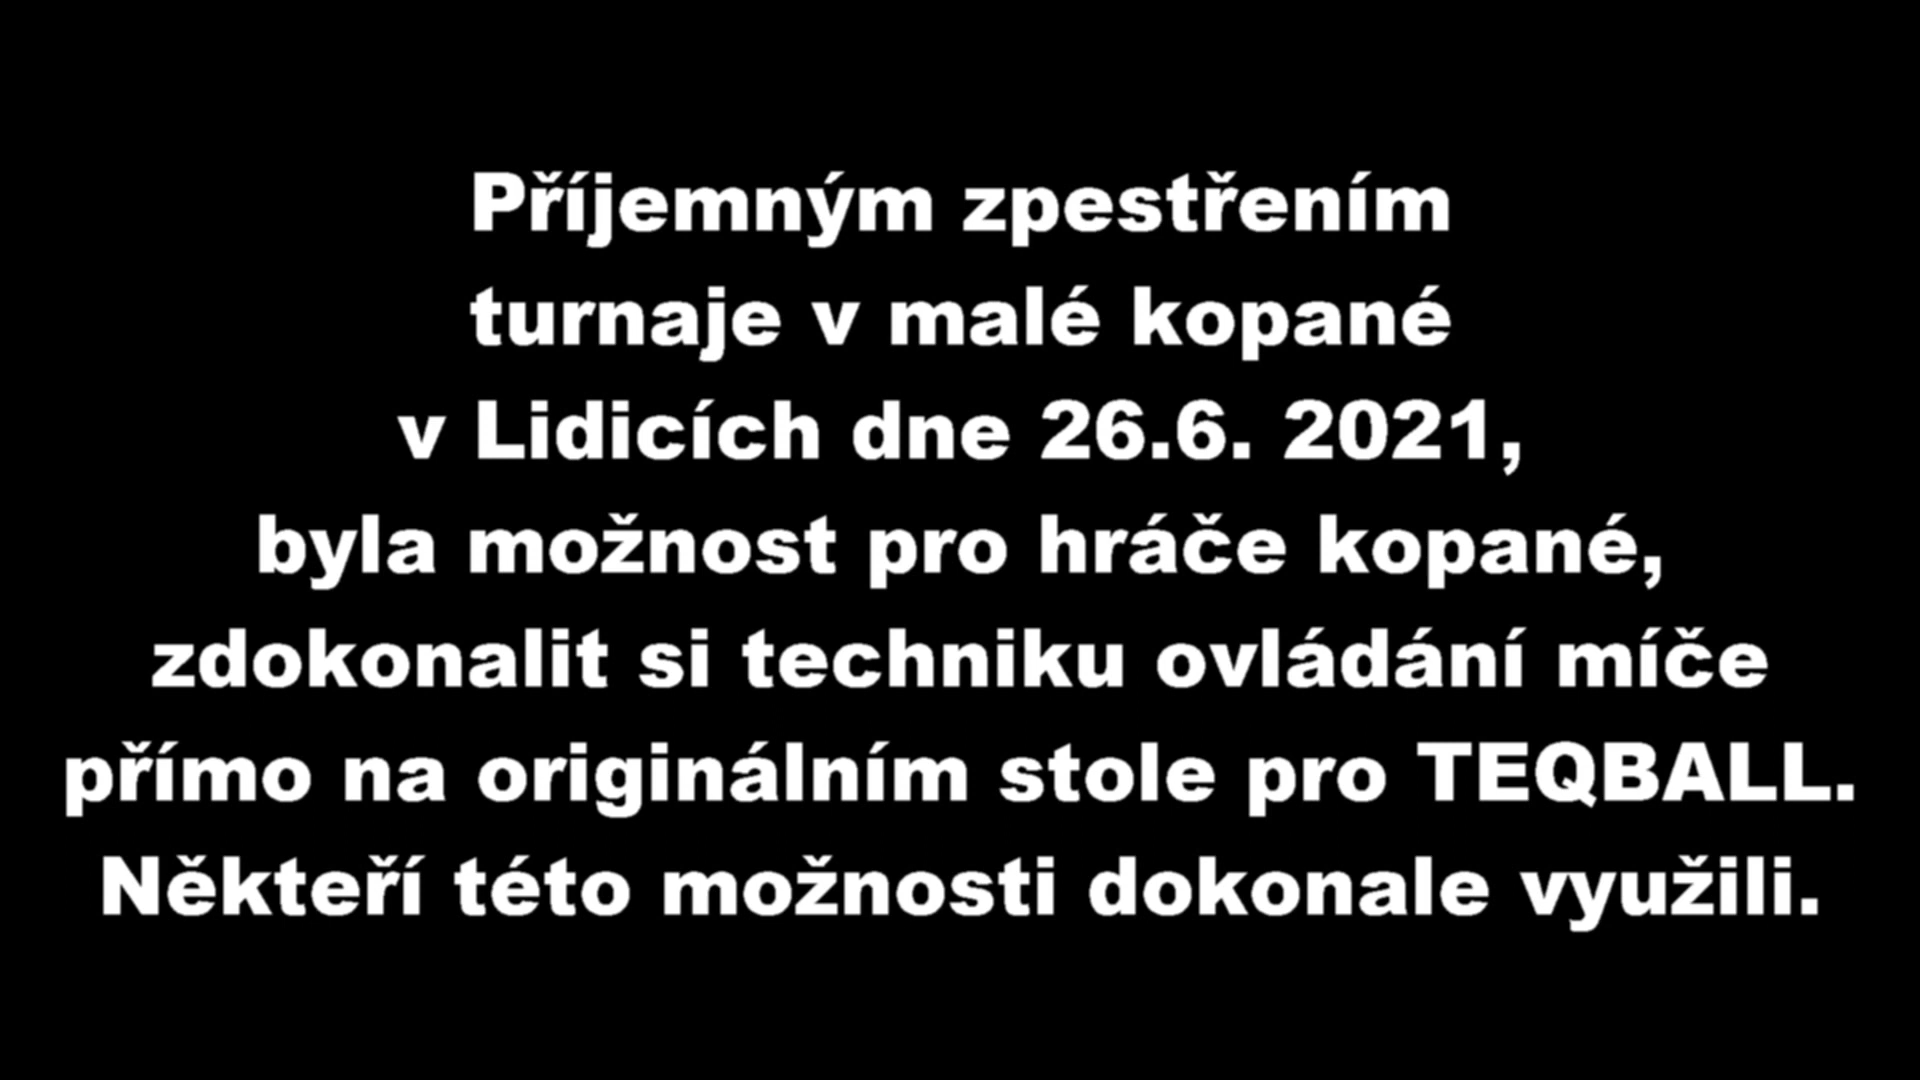 Příjemným zpestřením
turnaje v malé kopané
v Lidicích dne 26.6. 2021,
byla možnost pro hráče kopané,
zdokonalit si techniku ovládání míče
přímo na originálním stole pro TEQBALL.
Někteří této možnosti dokonale využili.